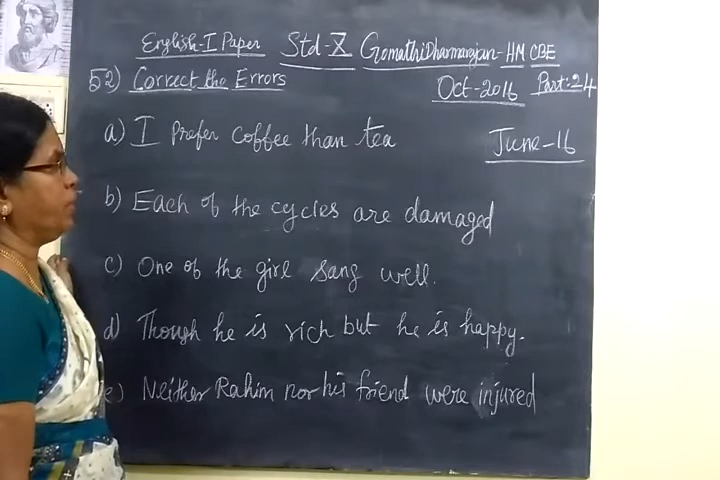 English-I Paper Std-X Gomathi Dharmarajan-HM CBE
52) Correct the Errors Oct-2016 Part:24
a) I Prefer coffee than tea June-16
b) Each of the cycles are damaged
c) One of the girl sang well.
d) Though he is rich but he is happy.
e) Neither Rahim nor his friend were injured